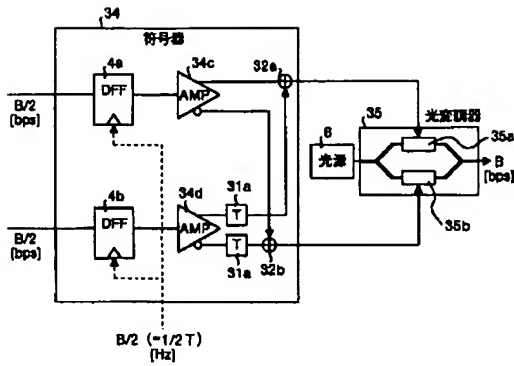 34
符号器
4a
DFF
34c
AMP
32a
B/2
[bps]
光変調器
35
35a
6
光源
B
[bps]
4b
DFF
34d
AMP
31a
T
T
31a
32b
35b
B/2
[bps]
B/2 (=1/2T)
[Hz]